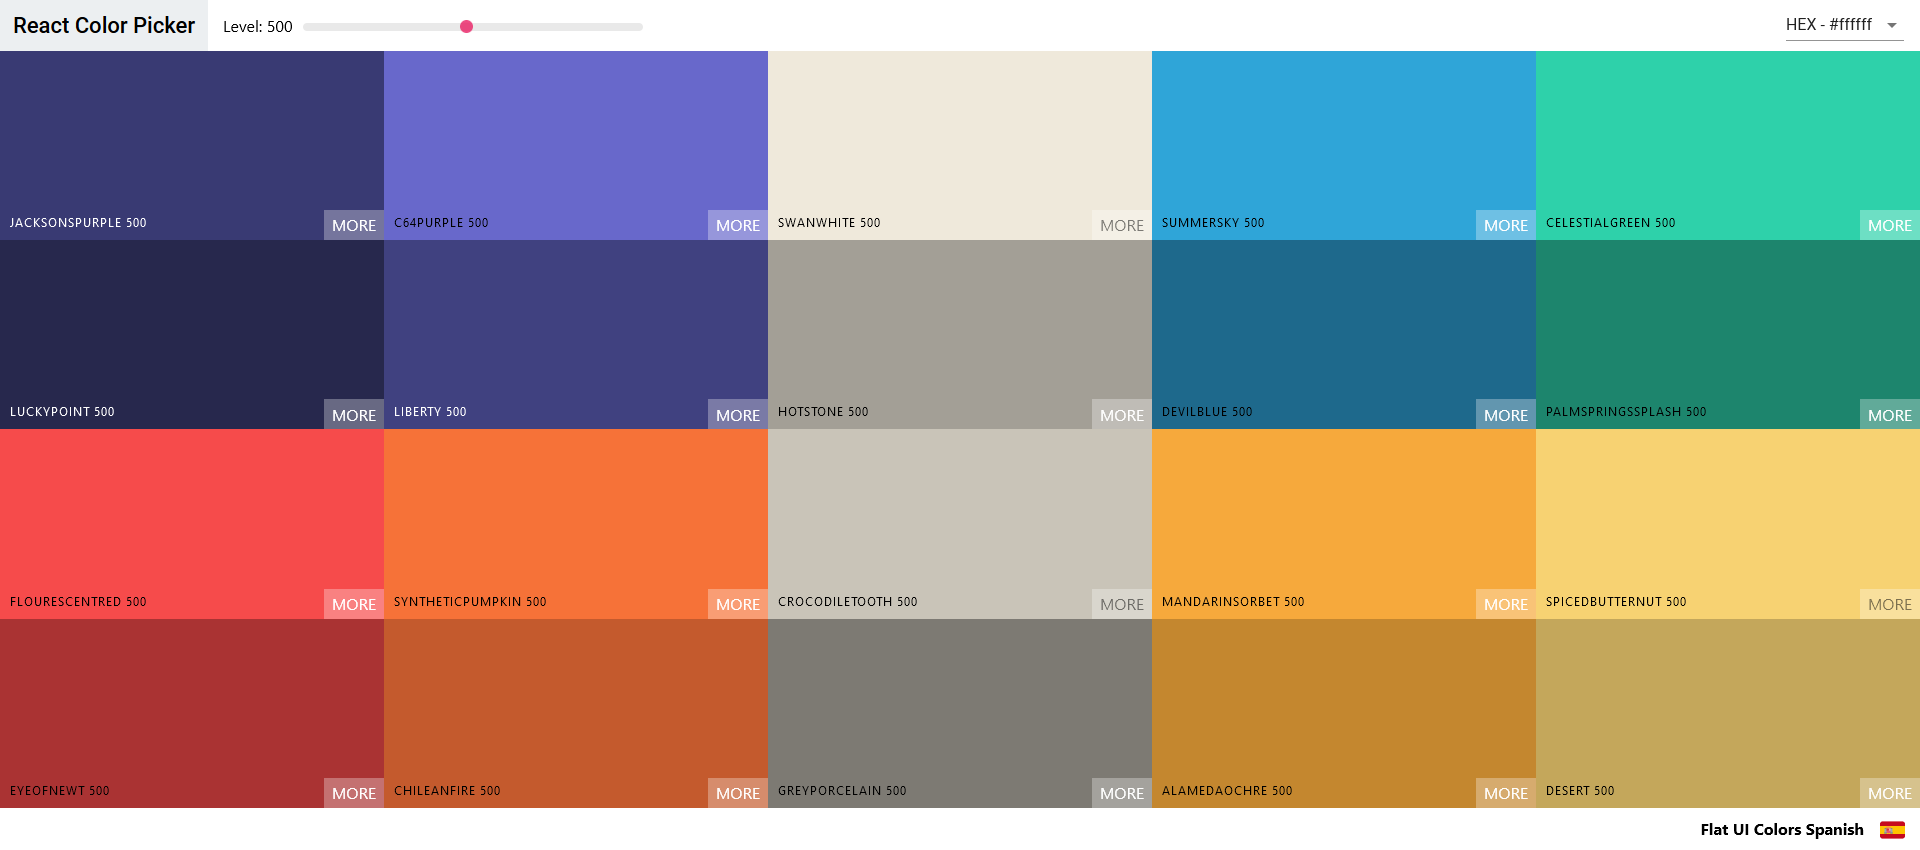 React Color Picker Level: 500 HEX - #ffffff
JACKSONSPURPLE 500 MORE C64PURPLE 500 MORE SWANWHITE 500 MORE SUMMERSKY 500 MORE CELESTIALGREEN 500 MORE
LUCKYPOINT 500 MORE LIBERTY 500 MORE HOTSTONE 500 MORE DEVILBLUE 500 MORE PALMSPRINGSSPLASH 500 MORE
FLOURESCENTRED 500 MORE SYNTHETICPUMPKIN 500 MORE CROCODILETOOTH 500 MORE MANDARINSORBET 500 MORE SPICEDBUTTERNUT 500 MORE
EYEOFNEWT 500 MORE CHILEANFIRE 500 MORE GREYPORCELAIN 500 MORE ALAMEDAOCHRE 500 MORE DESERT 500 MORE
Flat UI Colors Spanish